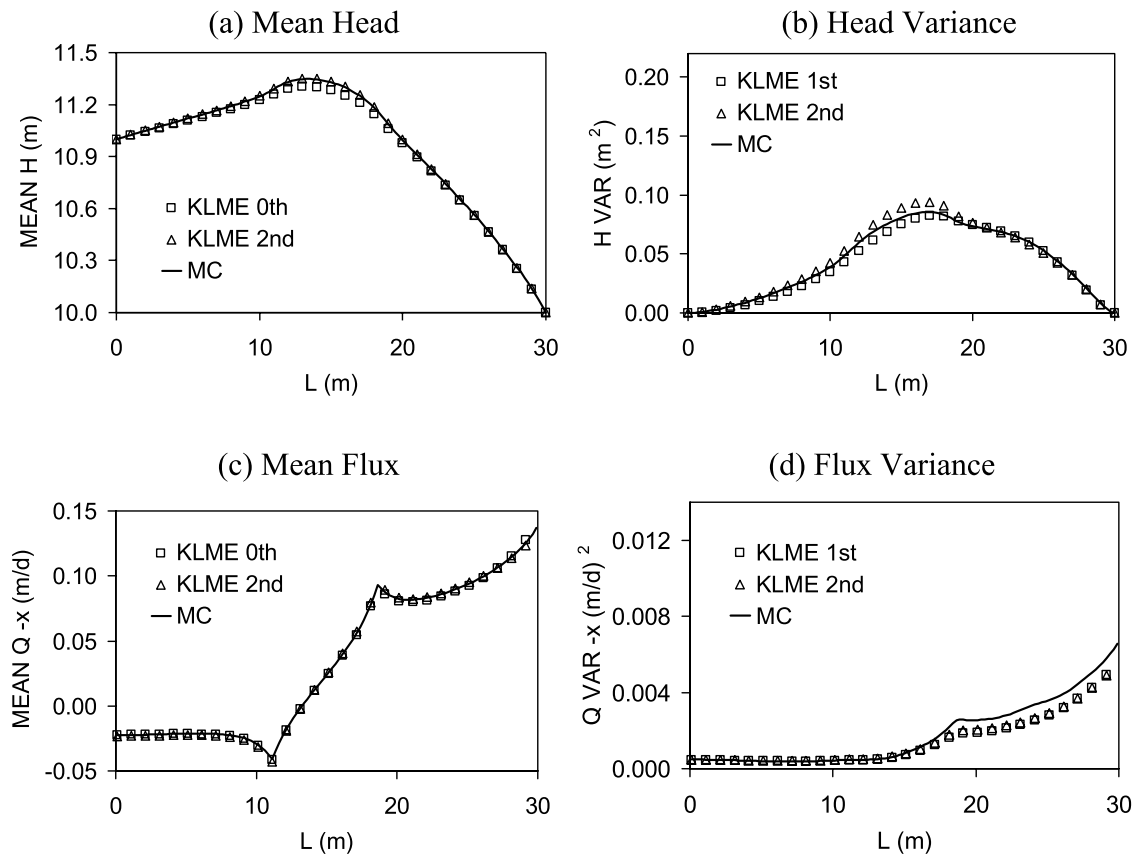 (a) Mean Head
MEAN H (m)
11.5
11.2
10.9
10.6
10.3
10.0
KLME 0th
KLME 2nd
MC
0 10 20 30
L (m)
(b) Head Variance
H VAR (m²)
0.20
0.15
0.10
0.05
0.00
KLME 1st
KLME 2nd
MC
0 10 20 30
L (m)
(c) Mean Flux
MEAN Q -x (m/d)
0.15
0.10
0.05
0.00
-0.05
KLME 0th
KLME 2nd
MC
0 10 20 30
L (m)
(d) Flux Variance
Q VAR -x (m/d) ²
0.012
0.008
0.004
0.000
KLME 1st
KLME 2nd
MC
0 10 20 30
L (m)